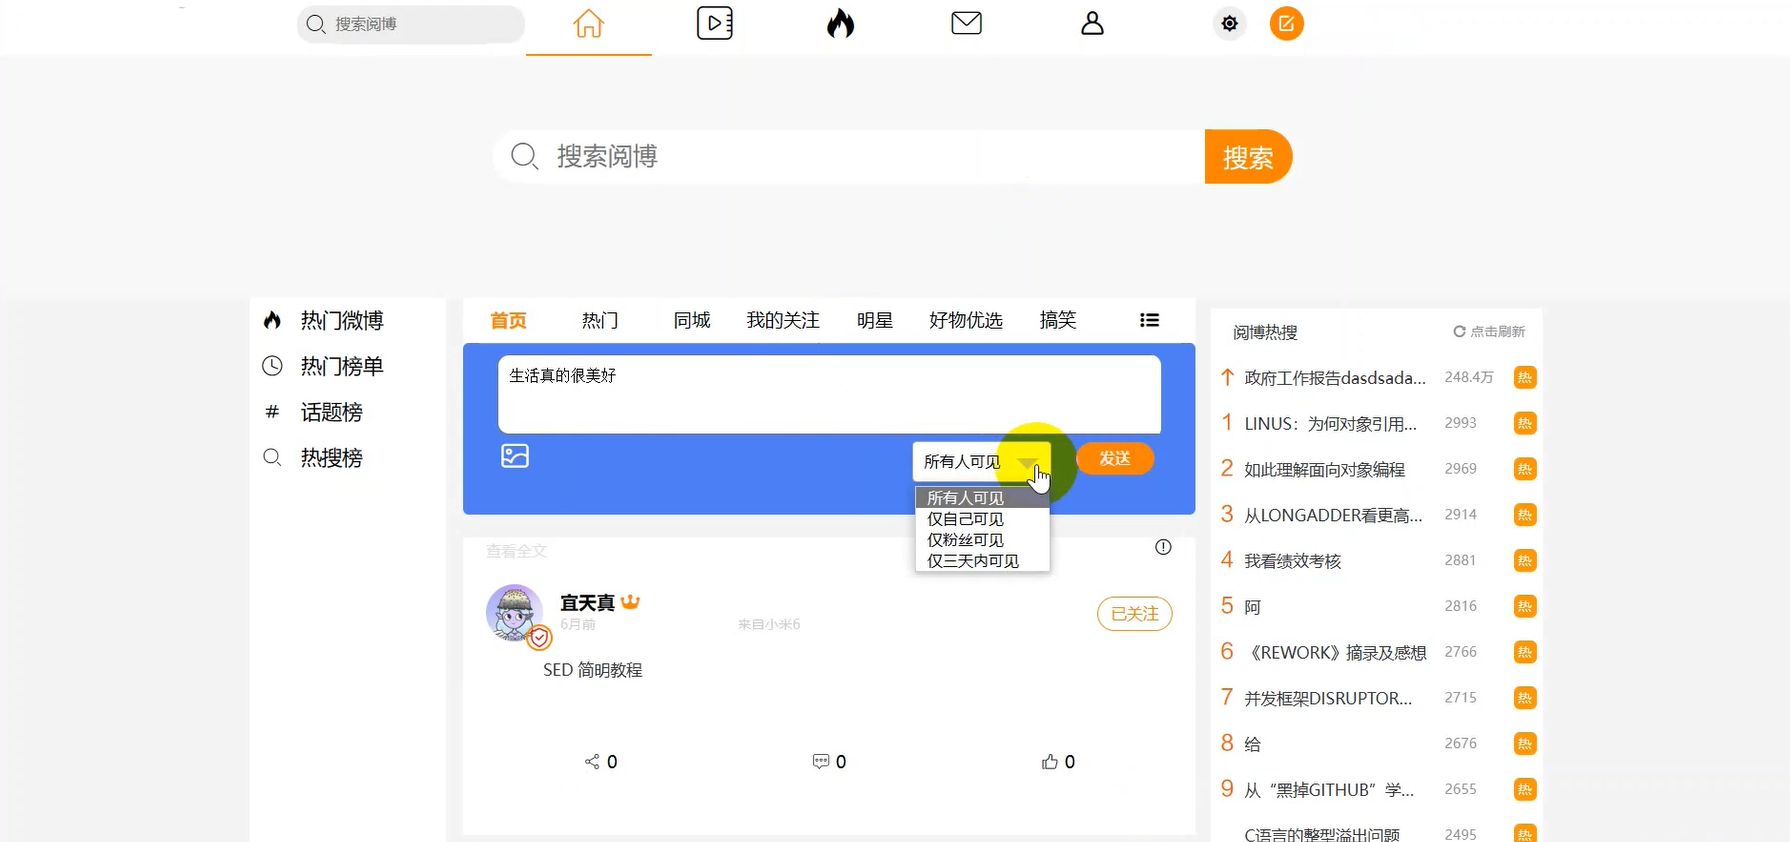 搜索阅博
搜索阅博
搜索
热门微博
热门榜单
# 话题榜
热搜榜
首页 热门 同城 我的关注 明星 好物优选 搞笑
生活真的很美好
所有人可见
发送
所有人可见
仅自己可见
仅粉丝可见
仅三天内可见
查看全文
宜天真
6月前 来自小米6
已关注
SED 简明教程
0 0 0
阅博热搜 点击刷新
政府工作报告dasdsada... 248.4万 热
1 LINUS：为何对象引用... 2993 热
2 如此理解面向对象编程 2969 热
3 从LONGADDER看更高... 2914 热
4 我看绩效考核 2881 热
5 阿 2816 热
6 《REWORK》摘录及感想 2766 热
7 并发框架DISRUPTOR... 2715 热
8 给 2676 热
9 从“黑掉GITHUB”学... 2655 热
C语言的整型溢出问题 2495 热